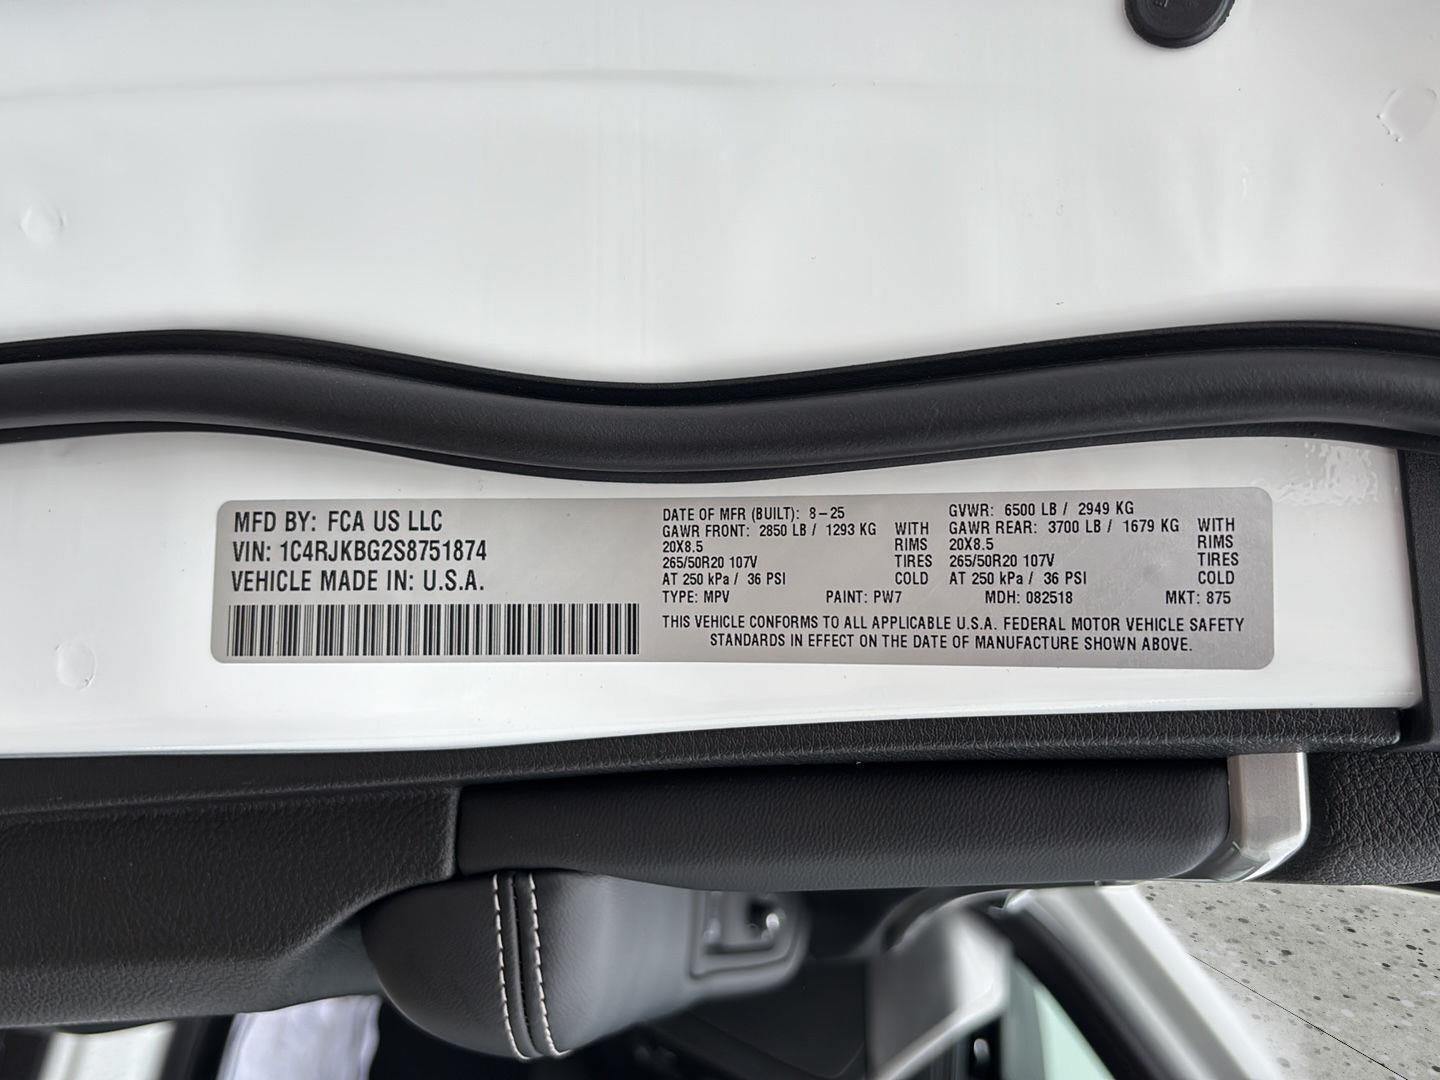 MFD BY: FCA US LLC
VIN: 1C4RJKBG2S8751874
VEHICLE MADE IN: U.S.A.
DATE OF MFR (BUILT): 8-25
GAWR FRONT: 2850 LB / 1293 KG WITH
20X8.5 RIMS
265/50R20 107V TIRES
AT 250 kPa / 36 PSI COLD
GVWR: 6500 LB / 2949 KG
GAWR REAR: 3700 LB / 1679 KG WITH
20X8.5 RIMS
265/50R20 107V TIRES
AT 250 kPa / 36 PSI COLD
TYPE: MPV PAINT: PW7 MDH: 082518 MKT: 875
THIS VEHICLE CONFORMS TO ALL APPLICABLE U.S.A. FEDERAL MOTOR VEHICLE SAFETY
STANDARDS IN EFFECT ON THE DATE OF MANUFACTURE SHOWN ABOVE.